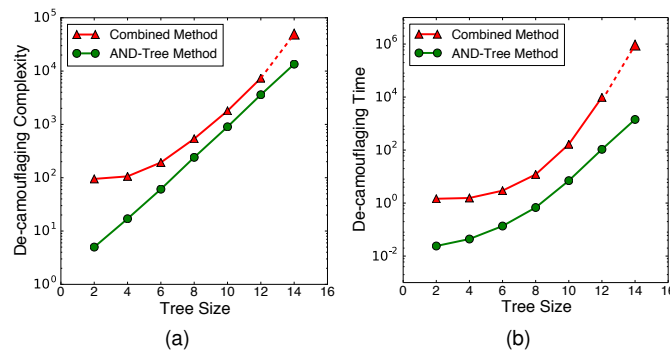 10^5
10^4
10^3
10^2
10^1
10^0
De-camouflaging Complexity
Combined Method
AND-Tree Method
0 2 4 6 8 10 12 14 16
Tree Size
(a)
10^6
10^4
10^2
10^0
10^-2
De-camouflaging Time
Combined Method
AND-Tree Method
0 2 4 6 8 10 12 14 16
Tree Size
(b)